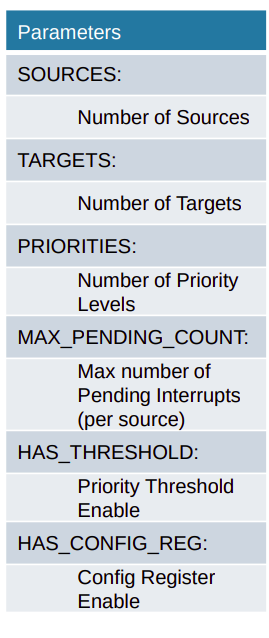 Parameters
SOURCES:
Number of Sources
TARGETS:
Number of Targets
PRIORITIES:
Number of Priority
Levels
MAX_PENDING_COUNT:
Max number of
Pending Interrupts
(per source)
HAS_THRESHOLD:
Priority Threshold
Enable
HAS_CONFIG_REG:
Config Register
Enable